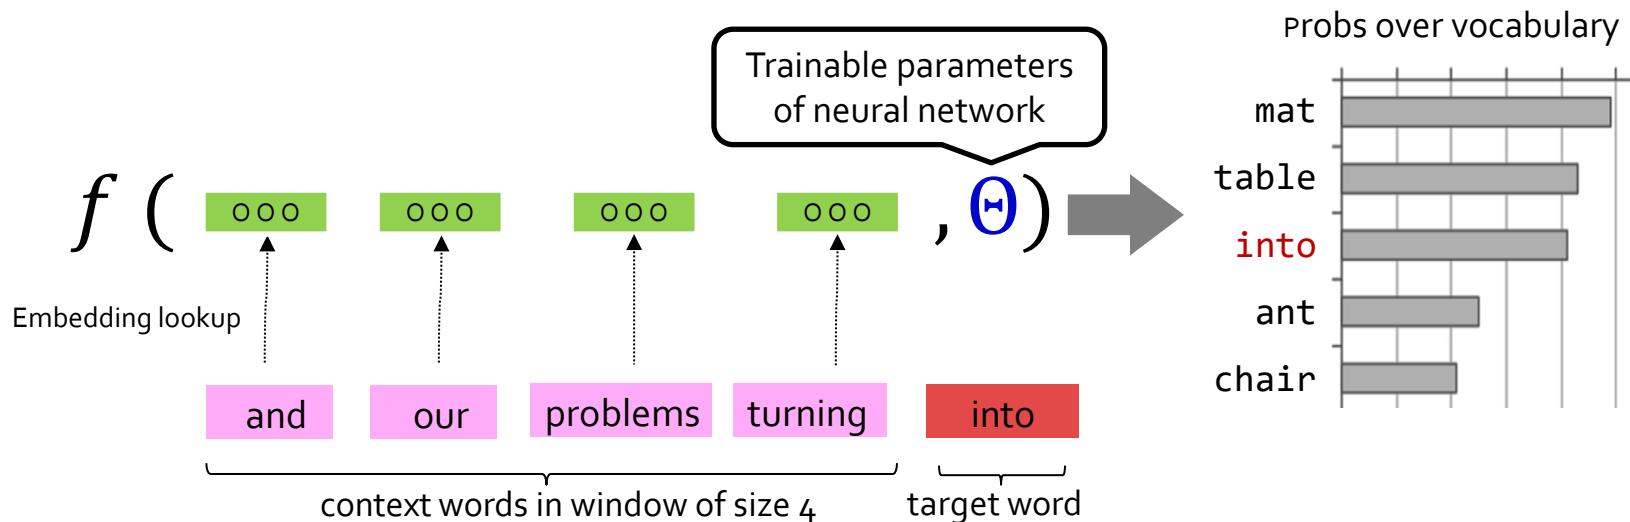 Probs over vocabulary
Trainable parameters
of neural network
mat
table
into
ant
chair
f ( ooo ooo ooo ooo , Θ )
Embedding lookup
and our problems turning into
context words in window of size 4 target word